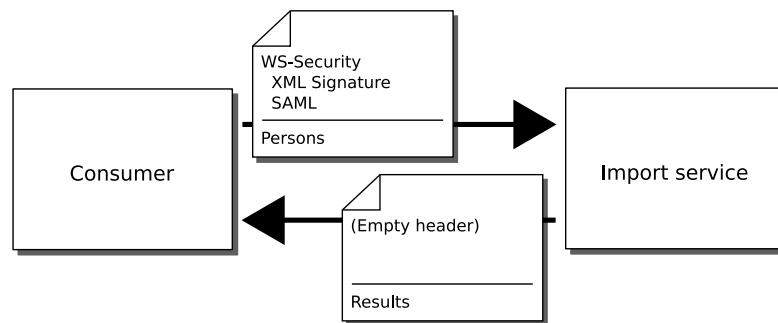 WS-Security
XML Signature
SAML
Persons
Consumer
Import service
(Empty header)
Results